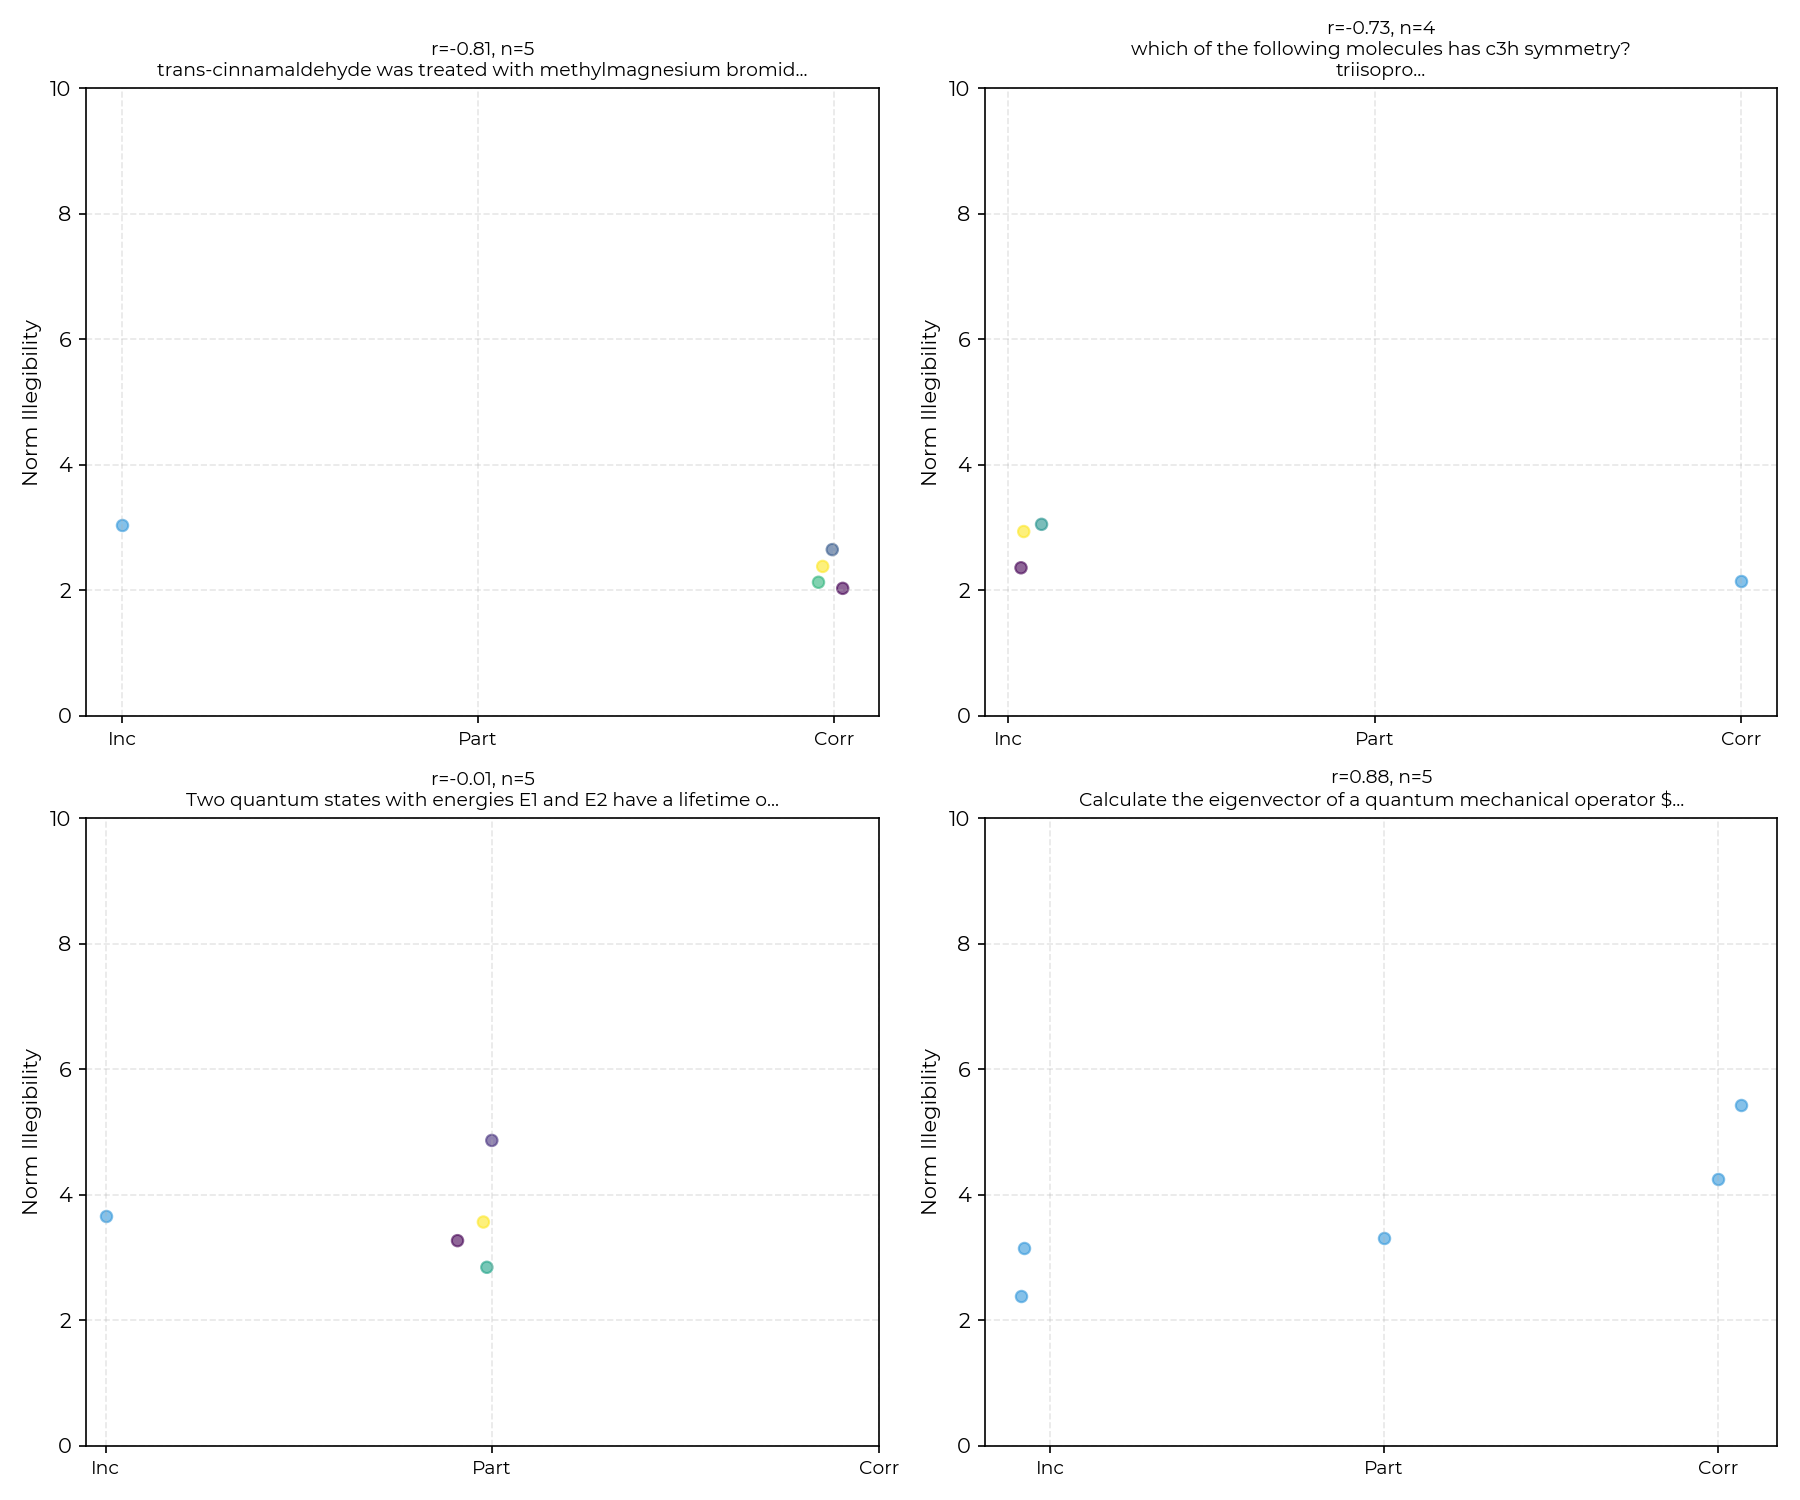 r=-0.81, n=5
trans-cinnamaldehyde was treated with methylmagnesium bromid...
10
8
6
4
2
0
Norm Illegibility
Inc
Part
Corr
r=-0.73, n=4
which of the following molecules has c3h symmetry?
triisopro...
10
8
6
4
2
0
Norm Illegibility
Inc
Part
Corr
r=-0.01, n=5
Two quantum states with energies E1 and E2 have a lifetime o...
10
8
6
4
2
0
Norm Illegibility
Inc
Part
Corr
r=0.88, n=5
Calculate the eigenvector of a quantum mechanical operator $...
10
8
6
4
2
0
Norm Illegibility
Inc
Part
Corr